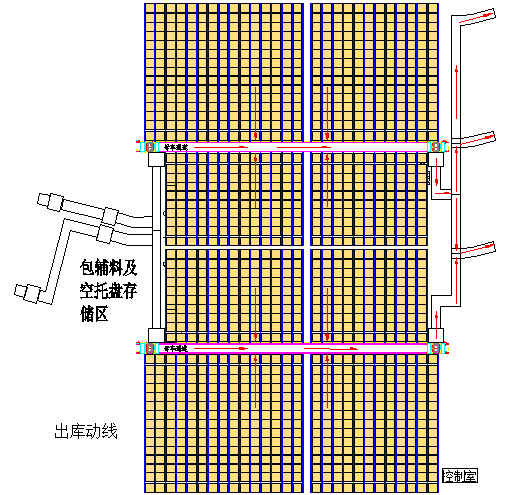 包辅料及
空托盘存
储区
出库动线
控制室